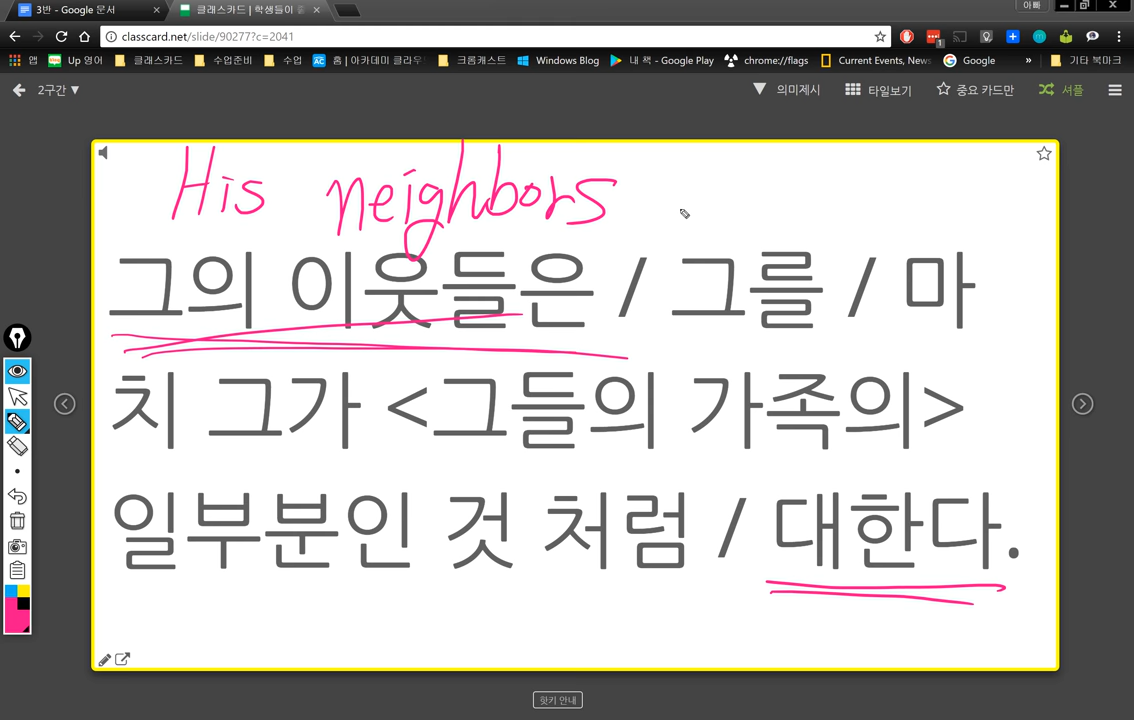 아빠
3반 - Google 문서
클래스카드 | 학생들이 좋
classcard.net/slide/90277?c=2041
1
앱 Up 영어 클래스카드 수업준비 수업 홈 | 아카데미 클라우 크롬캐스트 Windows Blog 내 책 - Google Play chrome://flags Current Events, News Google » 기타 북마크
2구간 ▼ ▼ 의미제시 타일보기 중요 카드만 셔플
His neighbors
그의 이웃들은 / 그를 / 마
치 그가 <그들의 가족의>
일부분인 것 처럼 / 대한다.
핫키 안내